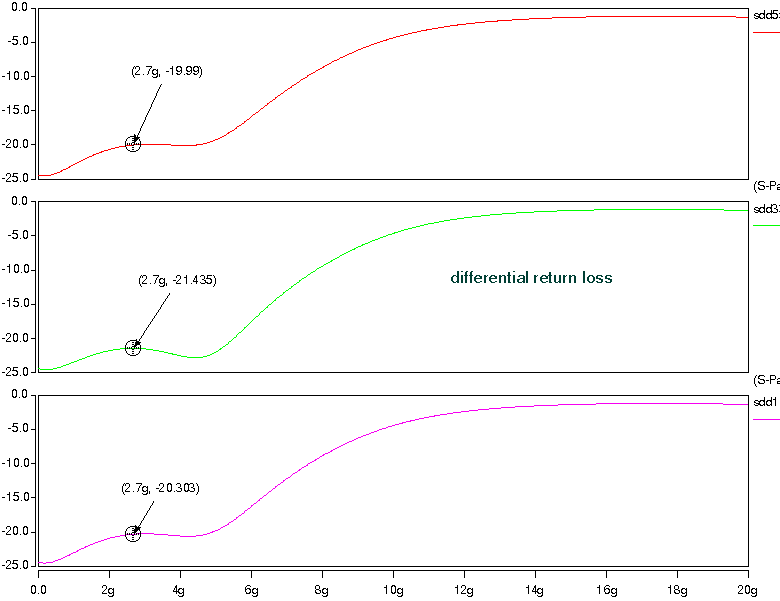 0.0
sdd5
-5.0
(2.7g, -19.99)
-10.0
-15.0
-20.0
-25.0
(S-Pa
0.0
sdd3
-5.0
(2.7g, -21.435)
differential return loss
-10.0
-15.0
-20.0
-25.0
(S-Pa
0.0
sdd1
-5.0
-10.0
(2.7g, -20.303)
-15.0
-20.0
-25.0
0.0 2g 4g 6g 8g 10g 12g 14g 16g 18g 20g